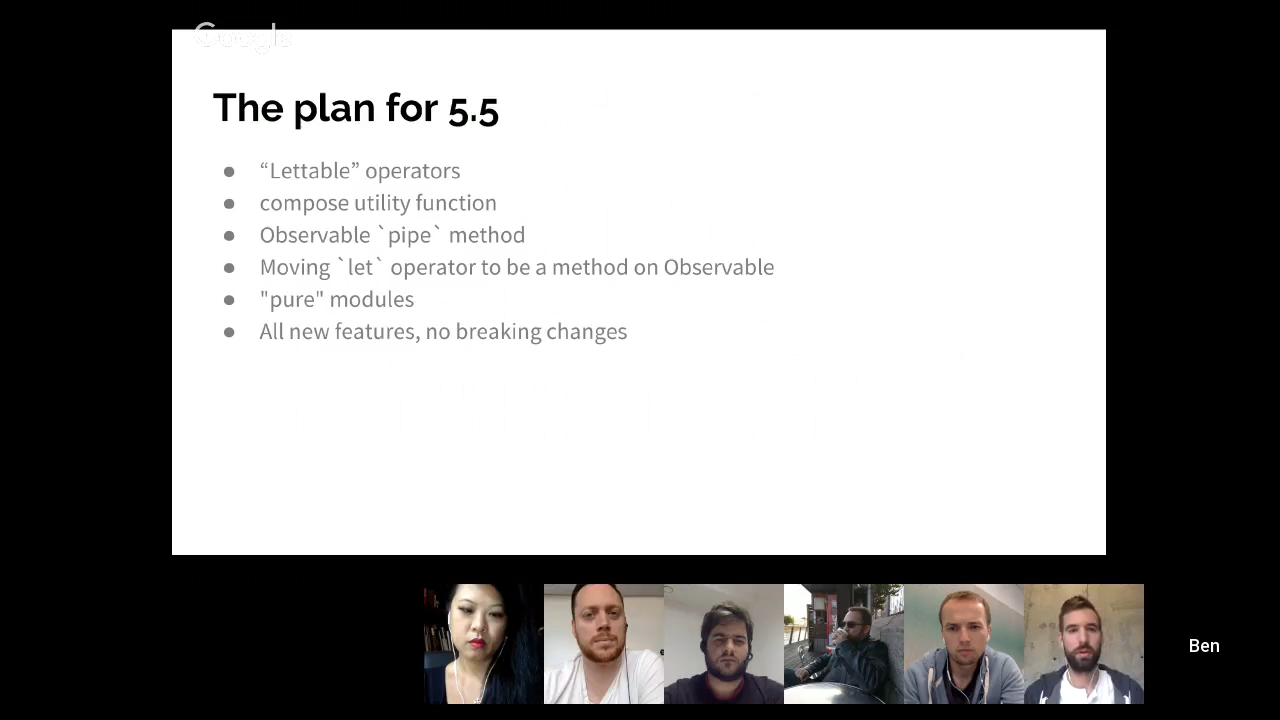 Google
The plan for 5.5
● “Lettable” operators
● compose utility function
● Observable `pipe` method
● Moving `let` operator to be a method on Observable
● "pure" modules
● All new features, no breaking changes
Ben